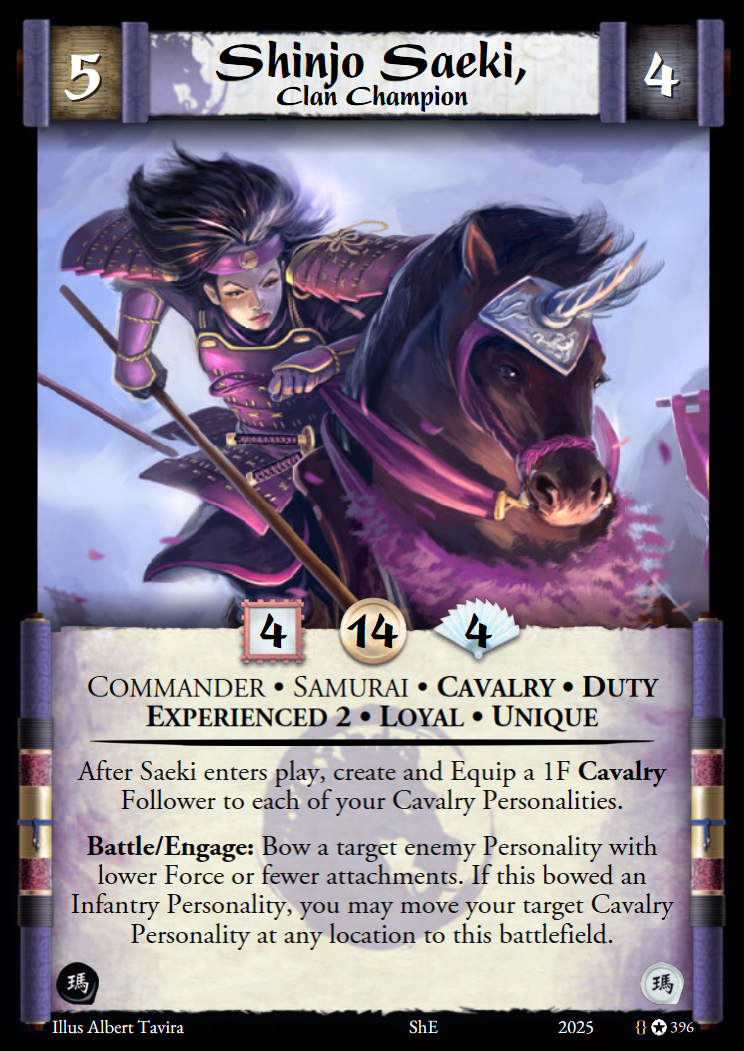 5
Shinjo Saeki,
Clan Champion
4
4
14
4
COMMANDER • SAMURAI • CAVALRY • DUTY
EXPERIENCED 2 • LOYAL • UNIQUE
After Saeki enters play, create and Equip a 1F Cavalry
Follower to each of your Cavalry Personalities.
Battle/Engage: Bow a target enemy Personality with
lower Force or fewer attachments. If this bowed an
Infantry Personality, you may move your target Cavalry
Personality at any location to this battlefield.
瑪
瑪
Illus Albert Tavira
ShE
2025
{} ✪ 396